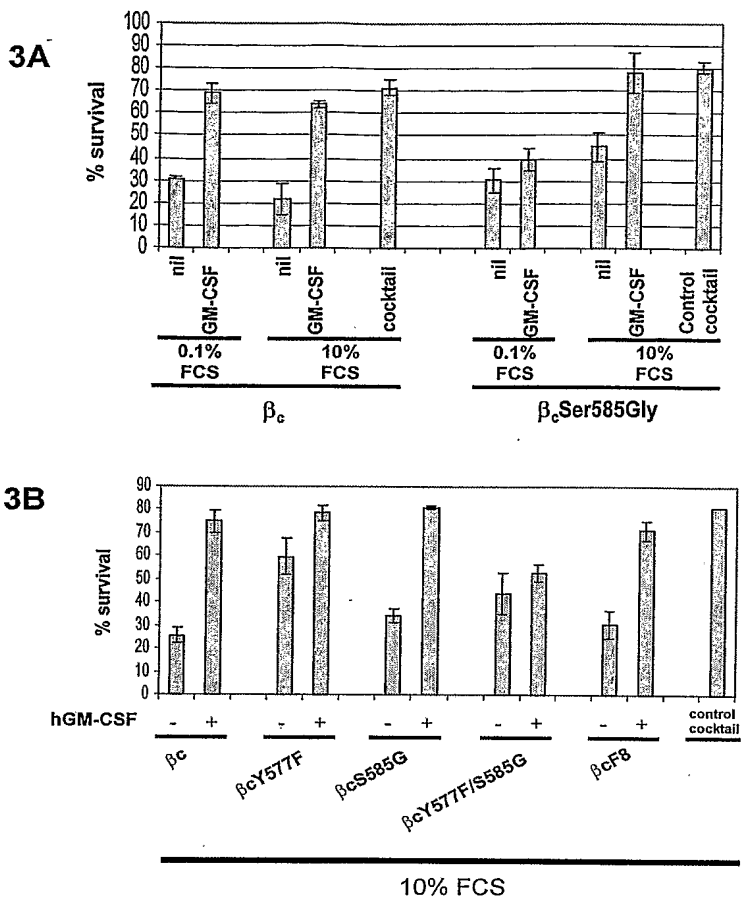 3A
% survival
100
90
80
70
60
50
40
30
20
10
0
nil
GM-CSF
nil
GM-CSF
cocktail
nil
GM-CSF
nil
GM-CSF
Control
cocktail
0.1%
FCS
10%
FCS
0.1%
FCS
10%
FCS
βc
βcSer585Gly
3B
% survival
90
80
70
60
50
40
30
20
10
0
hGM-CSF - + - + - + - + - + control
cocktail
βc
βcY577F
βcS585G
βcY577F/S585G
βcF8
10% FCS